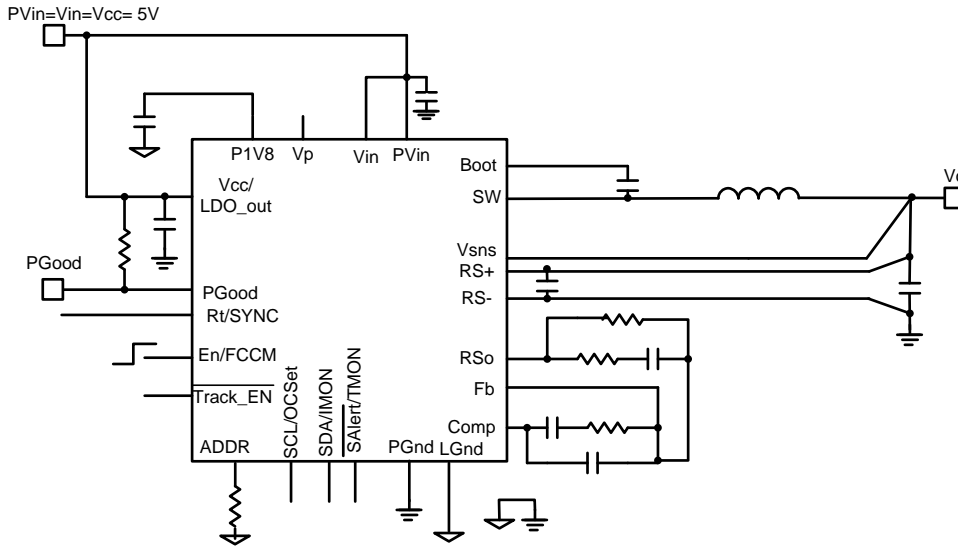 PVin=Vin=Vcc= 5V
P1V8
Vp
Vin
PVin
Boot
Vcc/
LDO_out
SW
Vo
Vsns
PGood
RS+
PGood
RS-
Rt/SYNC
En/FCCM
RSo
Track_EN
Fb
SCL/OCSet
SDA/IMON
SAlert/TMON
Comp
ADDR
PGnd
LGnd